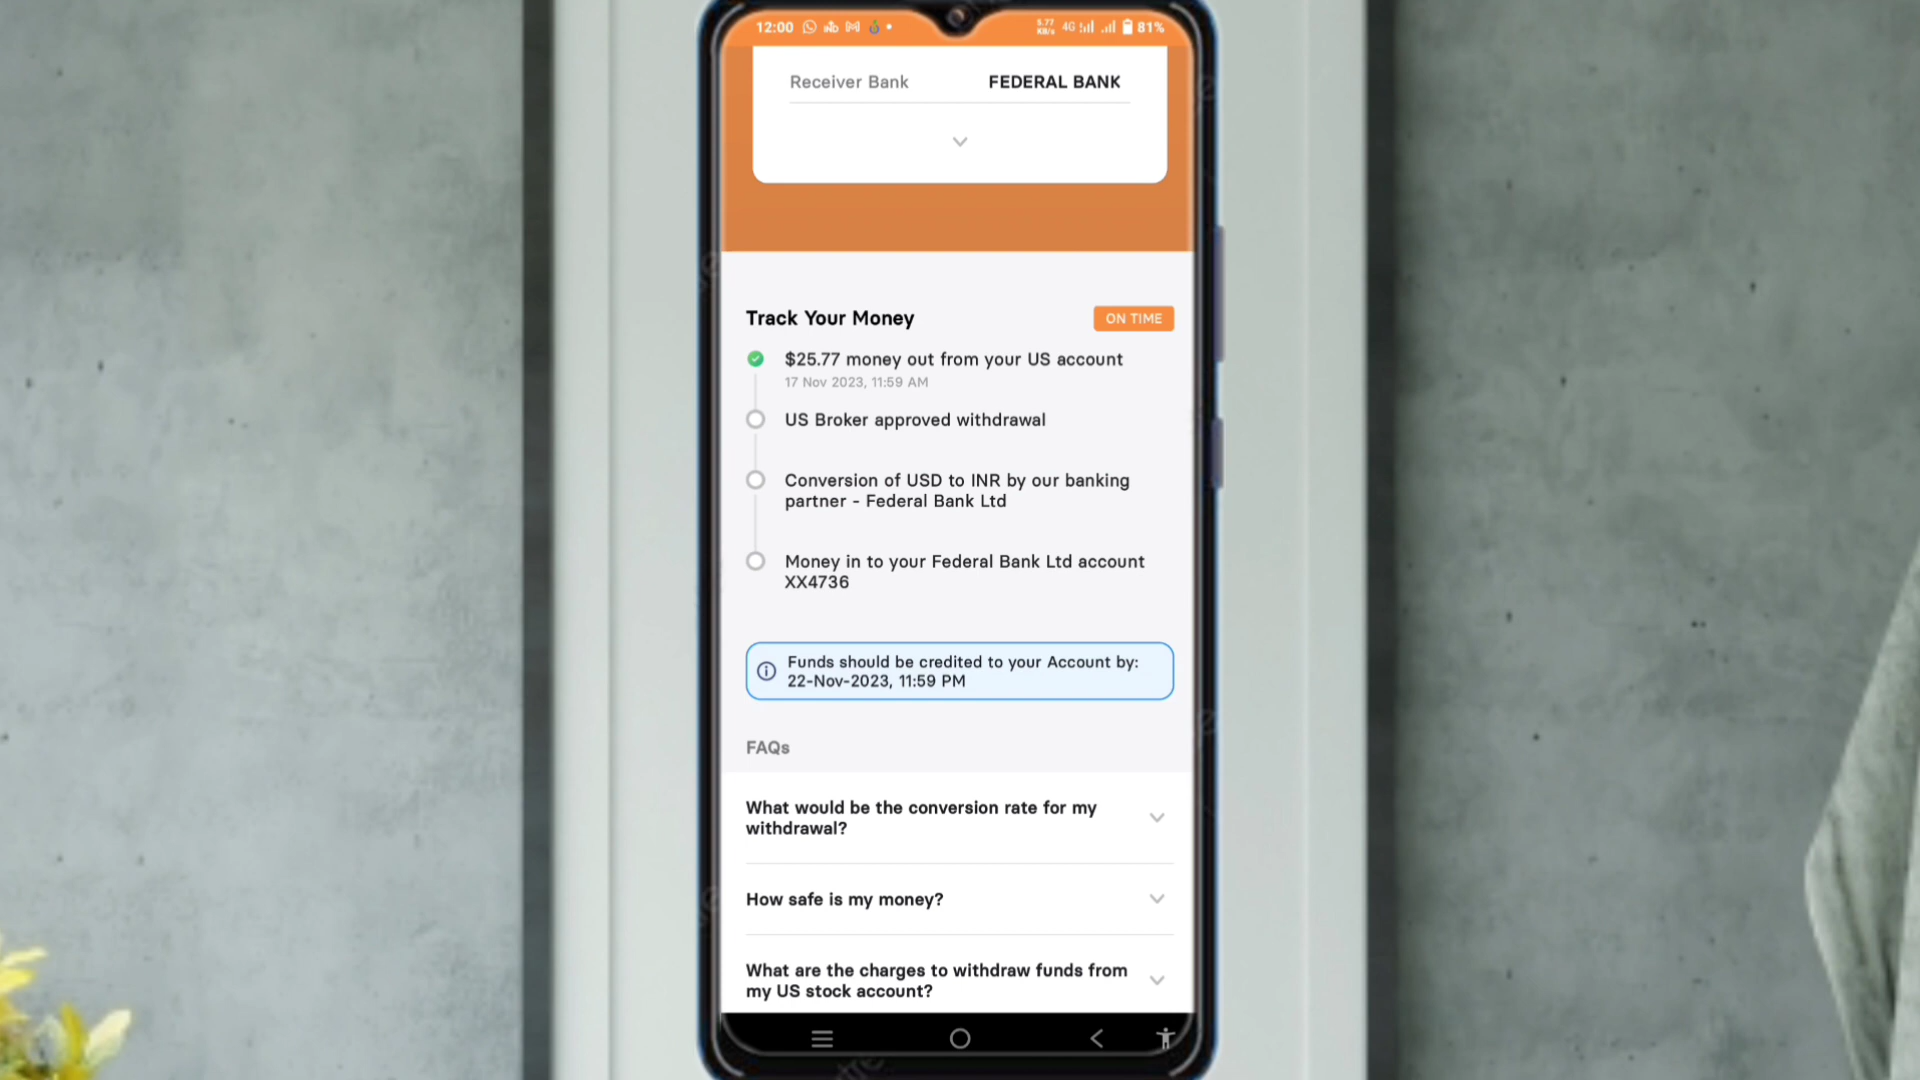 12:00
5.77
KB/s
4G
81%
Receiver Bank FEDERAL BANK
Track Your Money
ON TIME
$25.77 money out from your US account
17 Nov 2023, 11:59 AM
US Broker approved withdrawal
Conversion of USD to INR by our banking
partner - Federal Bank Ltd
Money in to your Federal Bank Ltd account
XX4736
Funds should be credited to your Account by:
22-Nov-2023, 11:59 PM
FAQs
What would be the conversion rate for my
withdrawal?
How safe is my money?
What are the charges to withdraw funds from
my US stock account?